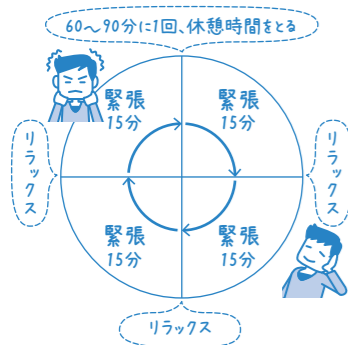 60～90分に1回、休憩時間をとる
緊張
15分
緊張
15分
リラックス
リラックス
緊張
15分
緊張
15分
リラックス